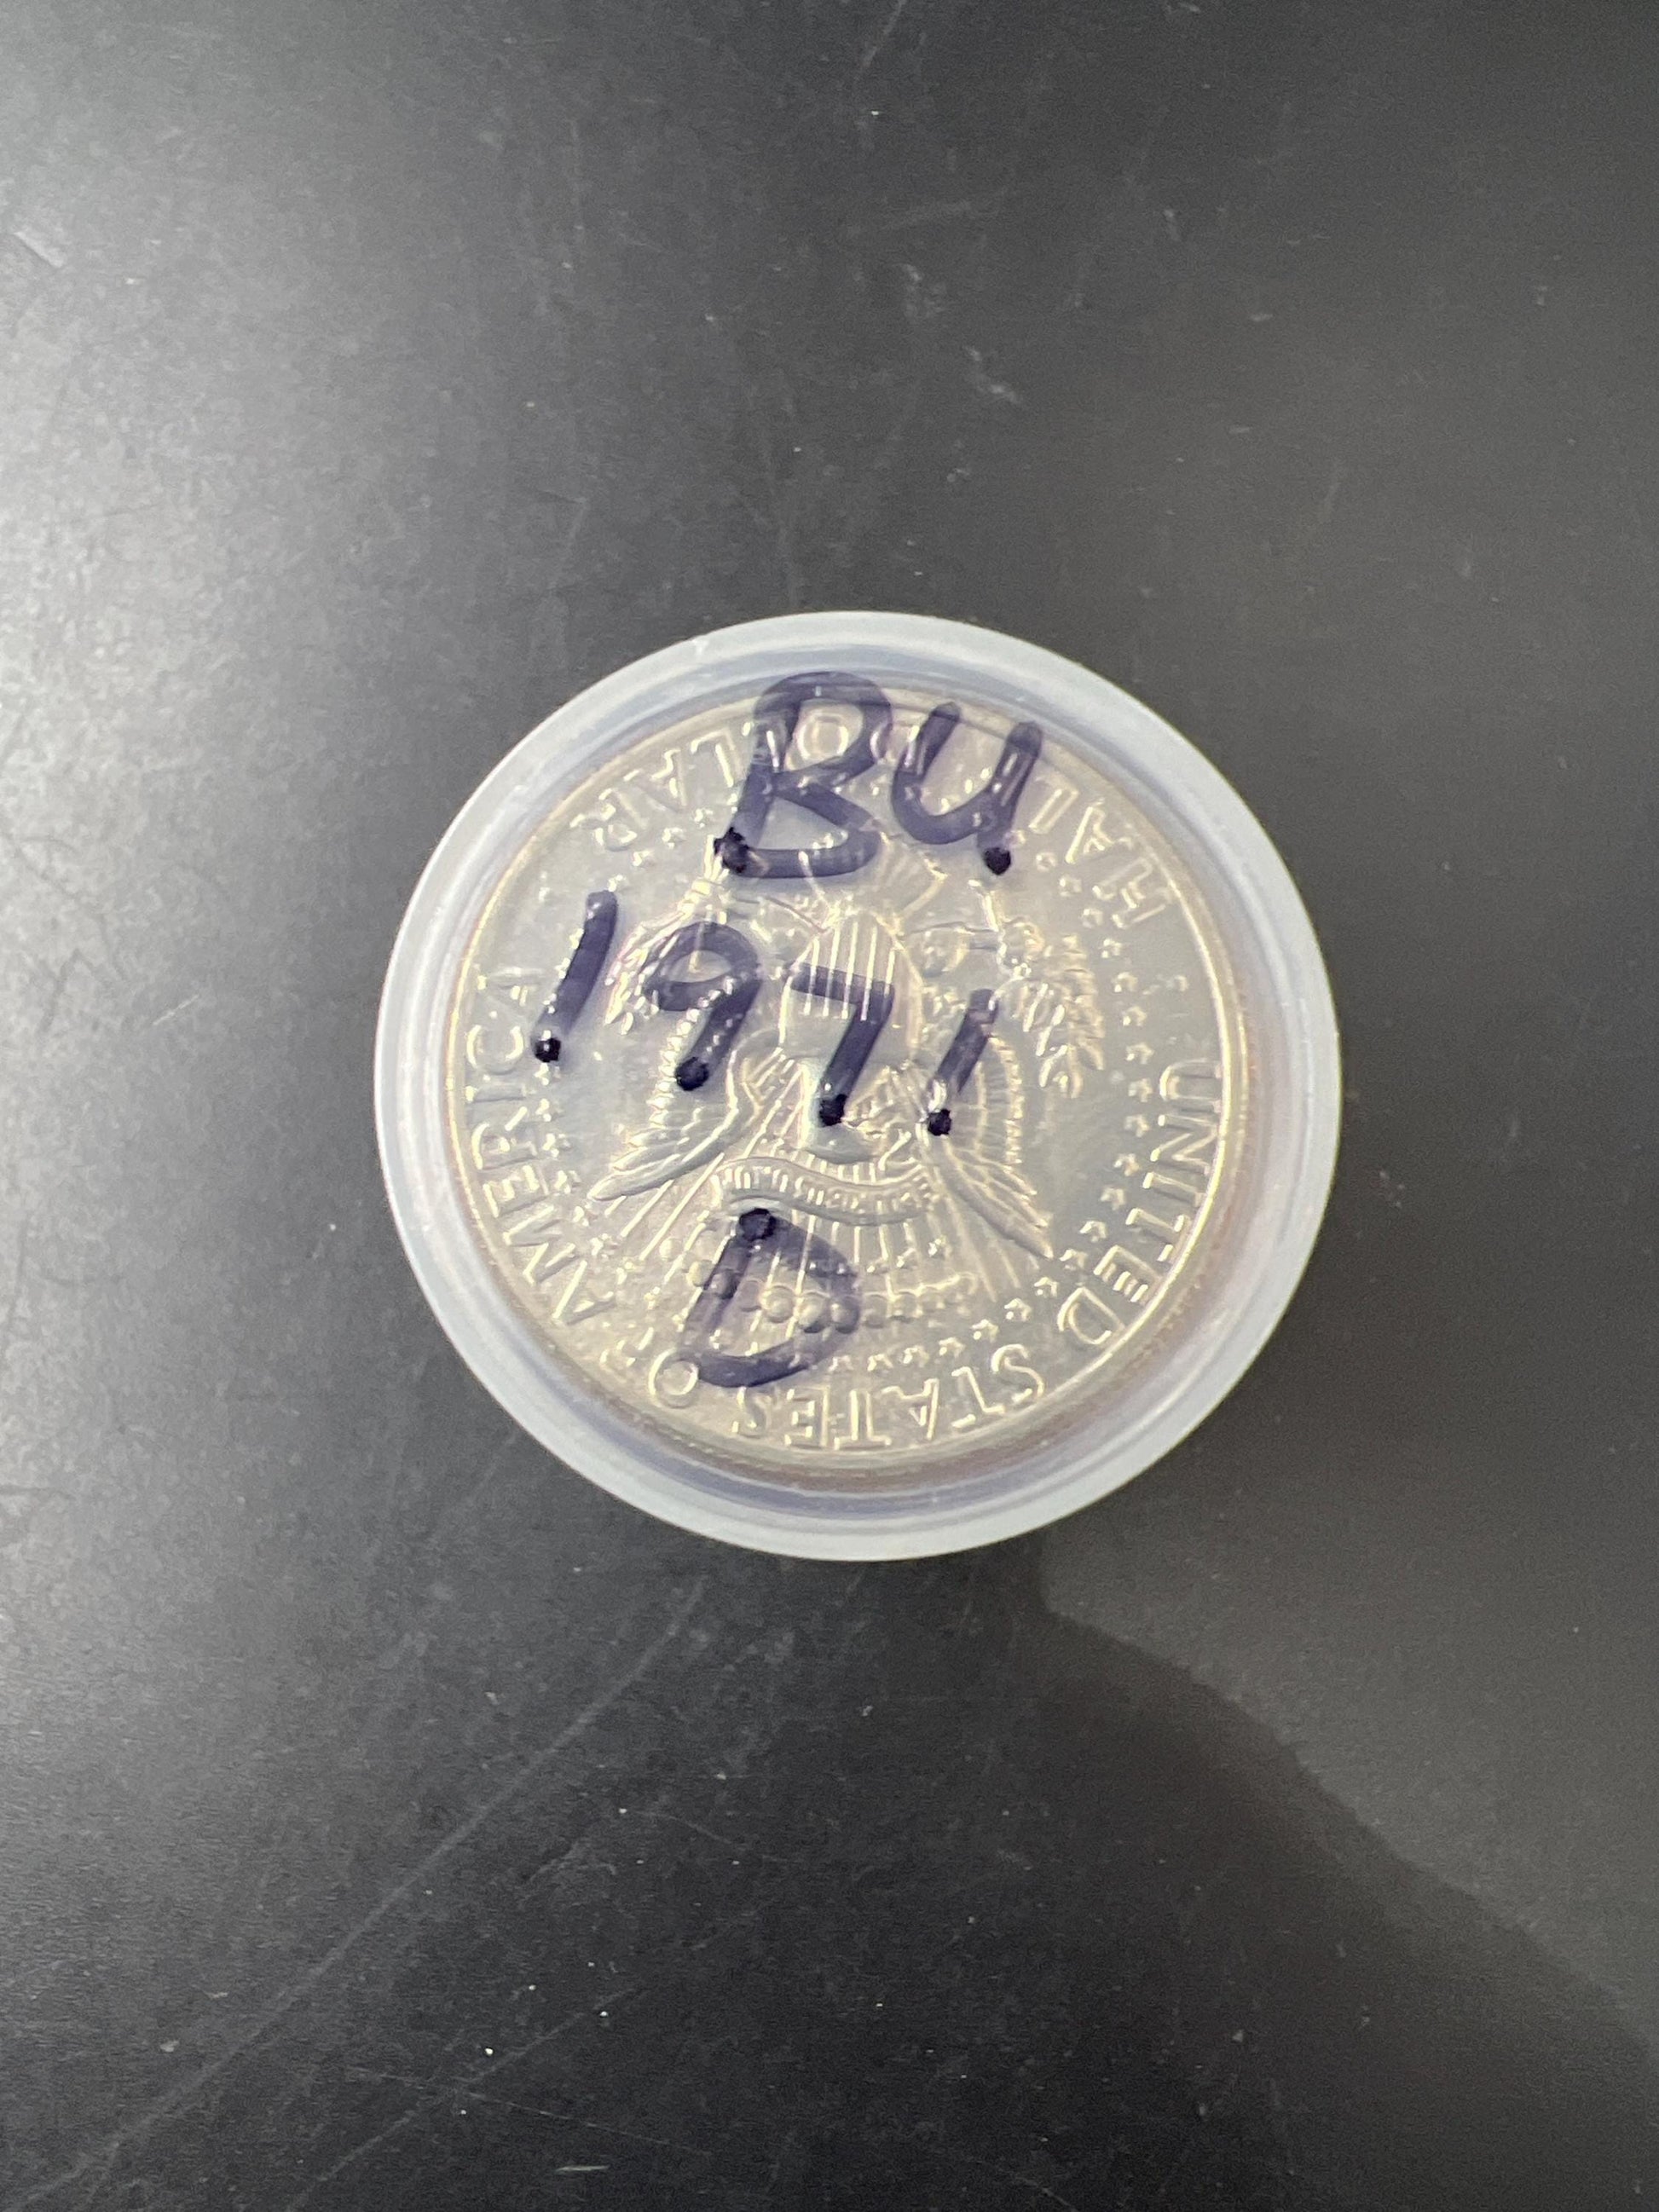 BU
1971
D
UNITED STATES OF AMERICA
HALF DOLLAR